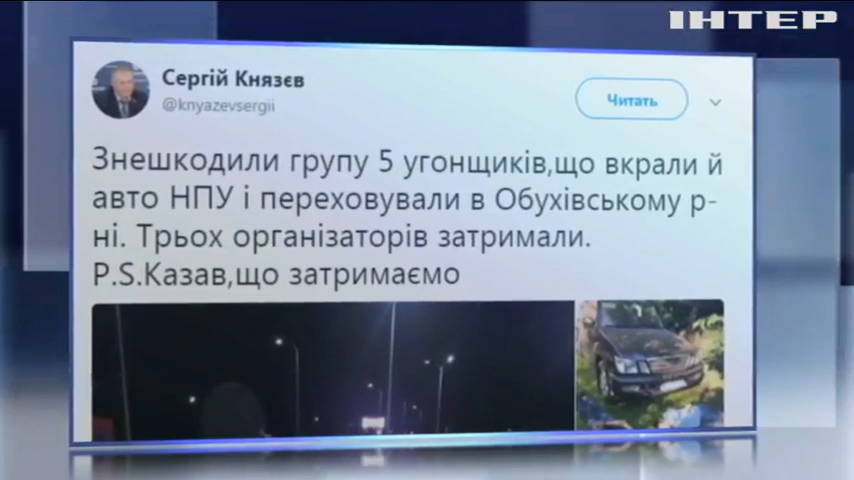 ІНТЕР
Сергій Князєв
@knyazevsergii
Читать
Знешкодили групу 5 угонщиків,що вкрали й
авто НПУ і переховували в Обухівському р-
ні. Трьох організаторів затримали.
P.S.Казав,що затримаємо